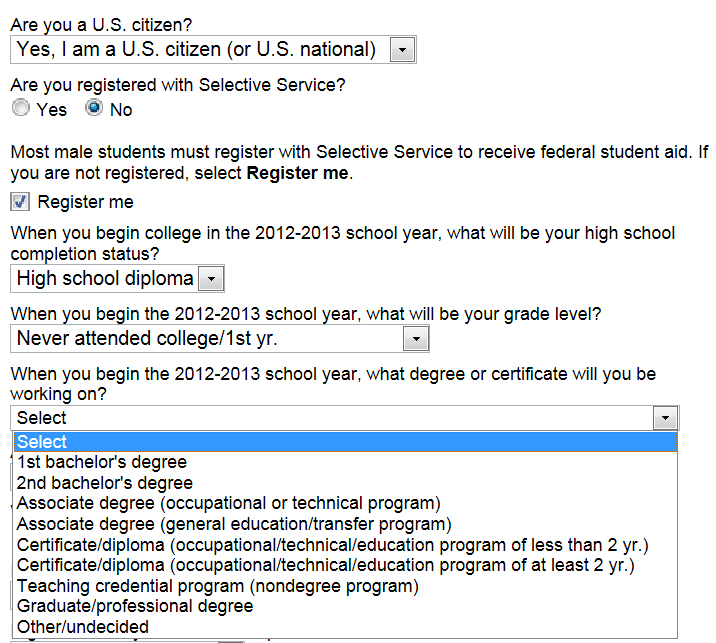 Are you a U.S. citizen?
Yes, I am a U.S. citizen (or U.S. national)
Are you registered with Selective Service?
Yes No
Most male students must register with Selective Service to receive federal student aid. If
you are not registered, select Register me.
Register me
When you begin college in the 2012-2013 school year, what will be your high school
completion status?
High school diploma
When you begin the 2012-2013 school year, what will be your grade level?
Never attended college/1st yr.
When you begin the 2012-2013 school year, what degree or certificate will you be
working on?
Select
Select
1st bachelor's degree
2nd bachelor's degree
Associate degree (occupational or technical program)
Associate degree (general education/transfer program)
Certificate/diploma (occupational/technical/education program of less than 2 yr.)
Certificate/diploma (occupational/technical/education program of at least 2 yr.)
Teaching credential program (nondegree program)
Graduate/professional degree
Other/undecided